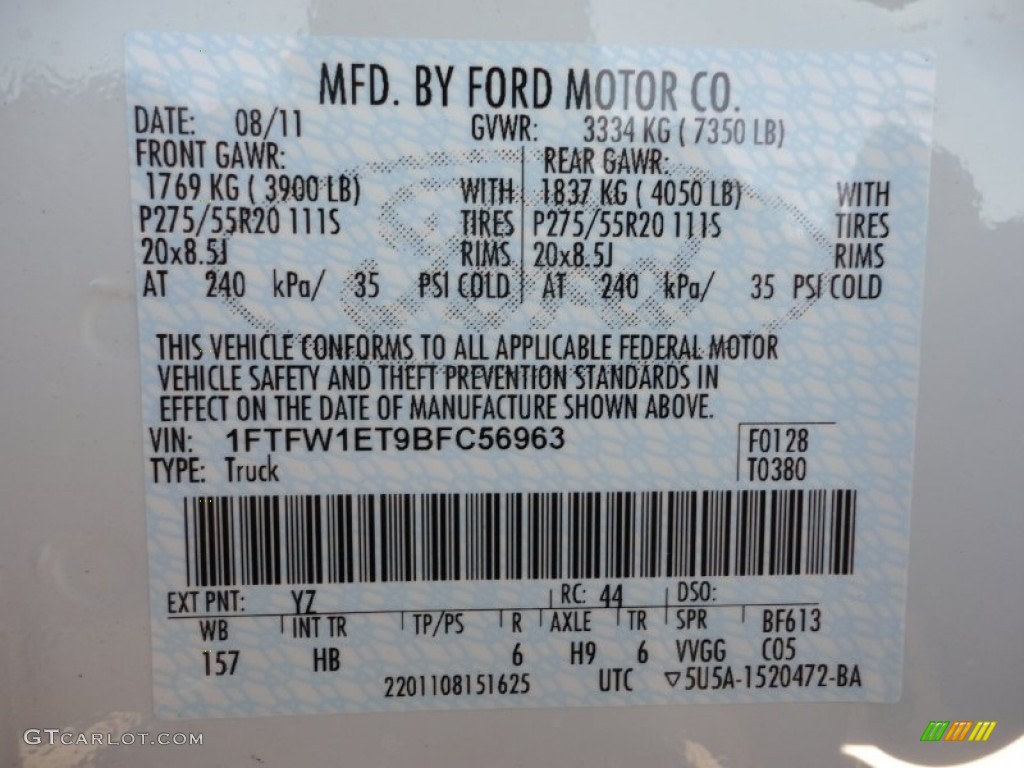 MFD. BY FORD MOTOR CO.
DATE: 08/11 GVWR: 3334 KG ( 7350 LB)
FRONT GAWR: REAR GAWR:
1769 KG ( 3900 LB) WITH 1837 KG ( 4050 LB) WITH
P275/55R20 111S TIRES P275/55R20 111S TIRES
20x8.5J RIMS 20x8.5J RIMS
AT 240 kPa/ 35 PSI COLD AT 240 kPa/ 35 PSI COLD
THIS VEHICLE CONFORMS TO ALL APPLICABLE FEDERAL MOTOR
VEHICLE SAFETY AND THEFT PREVENTION STANDARDS IN
EFFECT ON THE DATE OF MANUFACTURE SHOWN ABOVE.
VIN: 1FTFW1ET9BFC56963 F0128
TYPE: Truck T0380
EXT PNT: YZ RC: 44 DSO:
WB INT TR TP/PS R AXLE TR SPR BF613
157 HB 6 H9 6 VVGG C05
2201108151625 UTC ▽5U5A-1520472-BA
GTCARLOT.COM